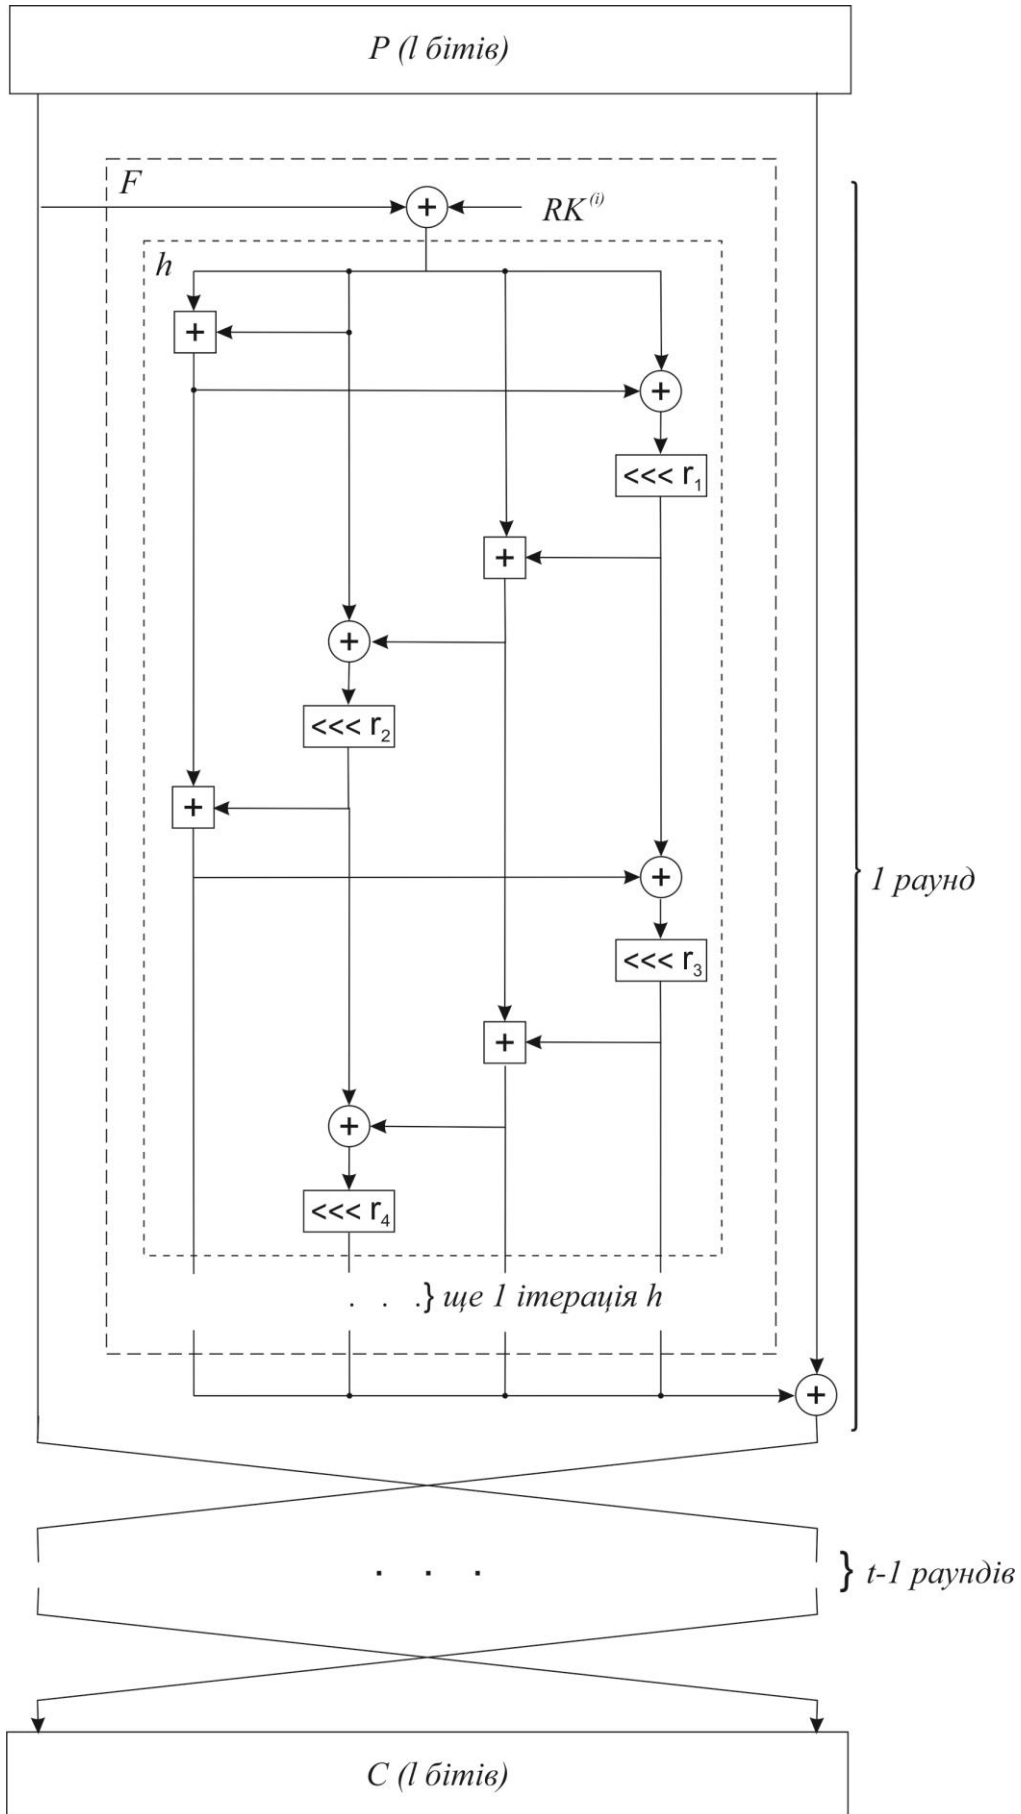 P (l бітів)
F
+
RK⁽ⁱ⁾
h
+
+
<<< r₁
+
+
<<< r₂
+
+
1 раунд
<<< r₃
+
+
<<< r₄
. . .} ще 1 ітерація h
+
. . . } t-1 раундів
C (l бітів)